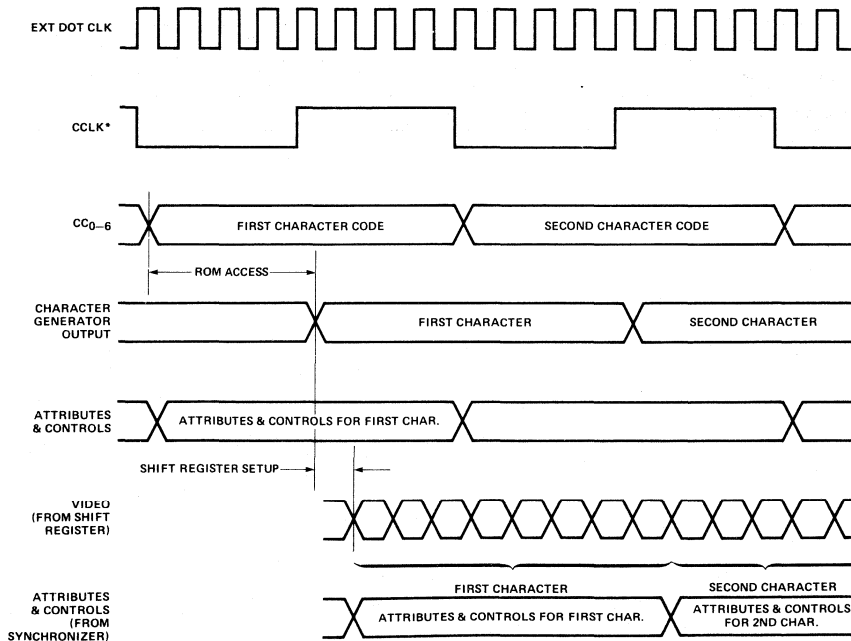 EXT DOT CLK
CCLK*
CC0–6
FIRST CHARACTER CODE
SECOND CHARACTER CODE
ROM ACCESS
CHARACTER
GENERATOR
OUTPUT
FIRST CHARACTER
SECOND CHARACTER
ATTRIBUTES
& CONTROLS
ATTRIBUTES & CONTROLS FOR FIRST CHAR.
SHIFT REGISTER SETUP
VIDEO
(FROM SHIFT
REGISTER)
FIRST CHARACTER
SECOND CHARACTER
ATTRIBUTES
& CONTROLS
(FROM
SYNCHRONIZER)
ATTRIBUTES & CONTROLS FOR FIRST CHAR.
ATTRIBUTES & CONTROLS
FOR 2ND CHAR.